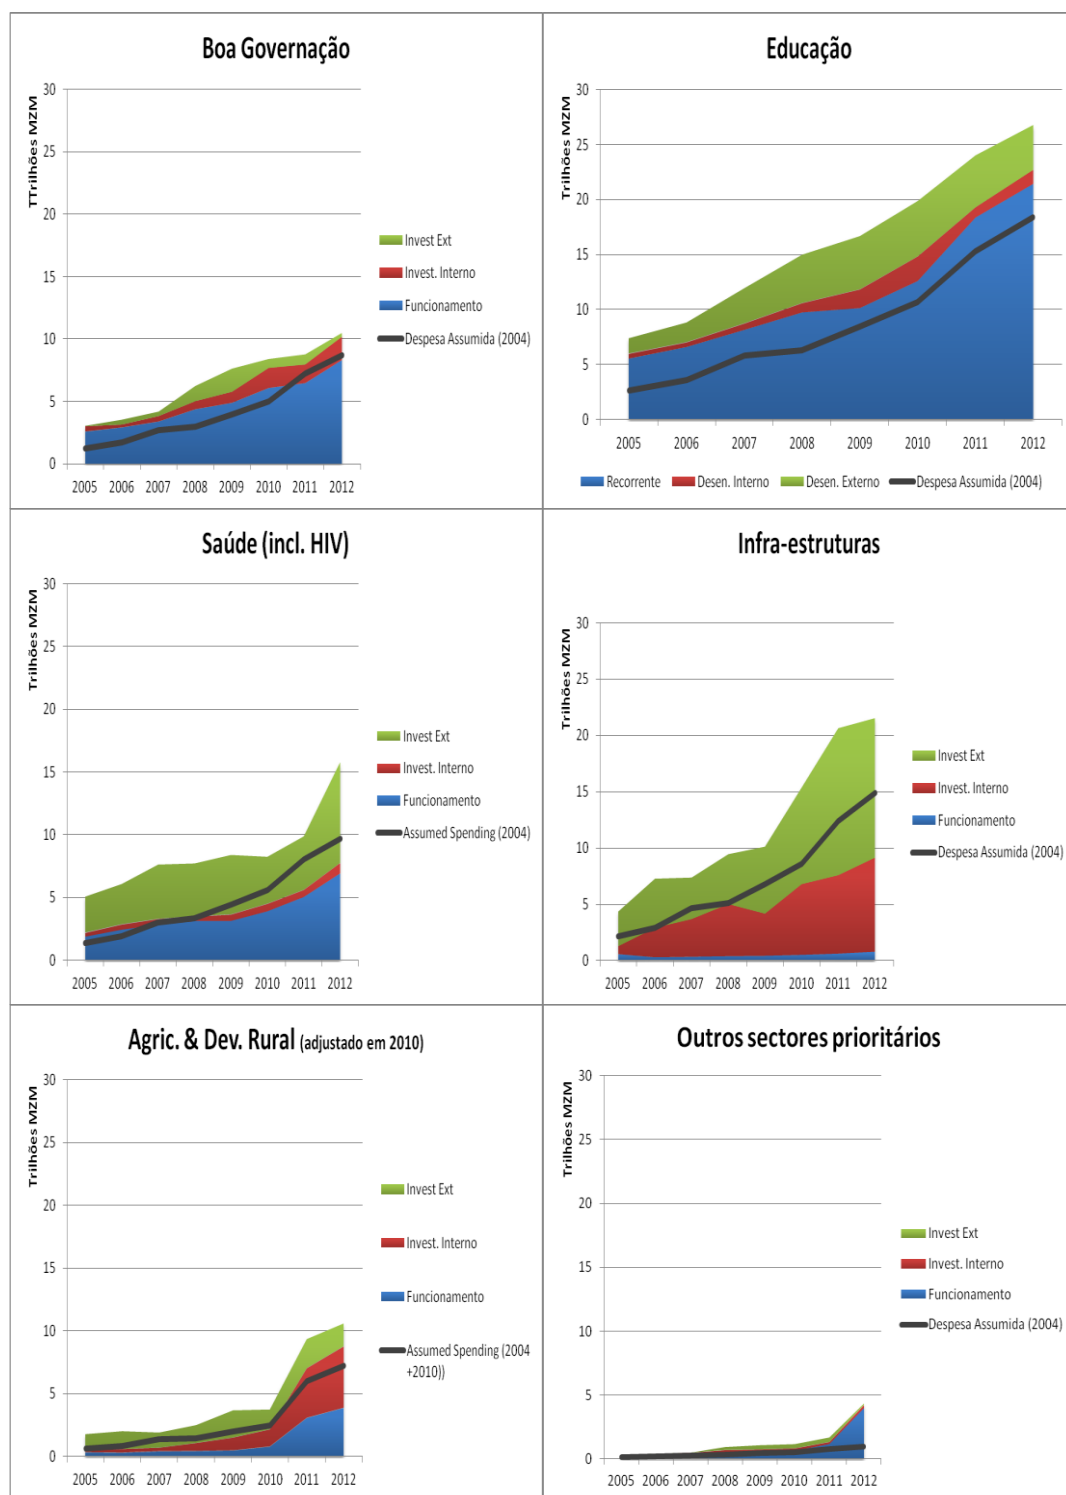 Boa Governação
TTrilhões MZM
30
25
20
15
10
5
0
2005 2006 2007 2008 2009 2010 2011 2012
Invest Ext
Invest. Interno
Funcionamento
Despesa Assumida (2004)
Educação
Trilhões MZM
30
25
20
15
10
5
0
2005 2006 2007 2008 2009 2010 2011 2012
Recorrente Desen. Interno Desen. Externo Despesa Assumida (2004)
Saúde (incl. HIV)
Trilhões MZM
30
25
20
15
10
5
0
2005 2006 2007 2008 2009 2010 2011 2012
Invest Ext
Invest. Interno
Funcionamento
Assumed Spending (2004)
Infra-estruturas
Trilhões MZM
30
25
20
15
10
5
0
2005 2006 2007 2008 2009 2010 2011 2012
Invest Ext
Invest. Interno
Funcionamento
Despesa Assumida (2004)
Agric. & Dev. Rural (adjustado em 2010)
Trilhões MZM
30
25
20
15
10
5
0
2005 2006 2007 2008 2009 2010 2011 2012
Invest Ext
Invest. Interno
Funcionamento
Assumed Spending (2004
+2010))
Outros sectores prioritários
Trilhões MZM
30
25
20
15
10
5
0
2005 2006 2007 2008 2009 2010 2011 2012
Invest Ext
Invest. Interno
Funcionamento
Despesa Assumida (2004)